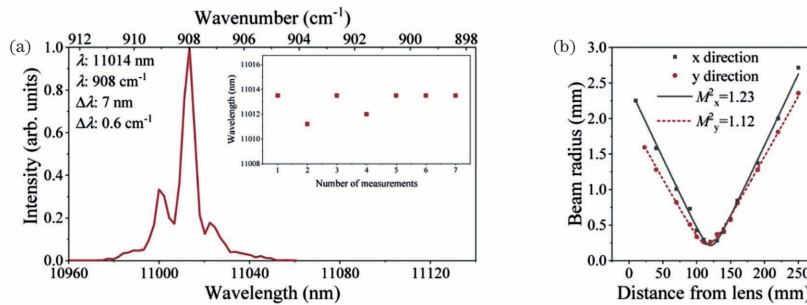 Wavenumber (cm⁻¹)
912 910 908 906 904 902 900 898
(a)
Intensity (arb. units)
1.0
0.8
0.6
0.4
0.2
0.0
λ: 11014 nm
λ: 908 cm⁻¹
Δλ: 7 nm
Δλ: 0.6 cm⁻¹
Wavelength (nm)
11016
11014
11012
11010
11008
1 2 3 4 5 6 7
Number of measurements
10960 11000 11040 11080 11120
Wavelength (nm)
(b)
Beam radius (mm)
3.0
2.5
2.0
1.5
1.0
0.5
0.0
x direction
y direction
M²ₓ=1.23
M²ᵧ=1.12
0 50 100 150 200 250
Distance from lens (mm)